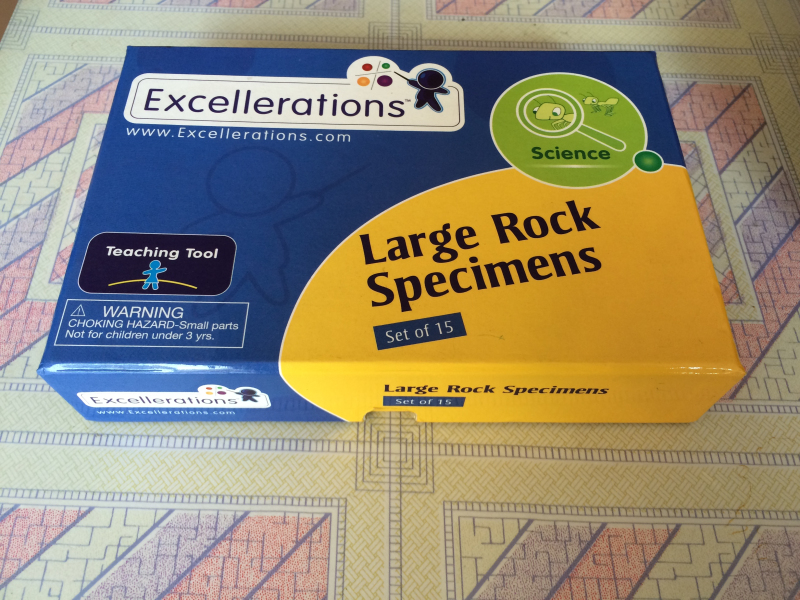 Excellerations™
www.Excellerations.com
Science
Large Rock
Specimens
Set of 15
Teaching Tool
WARNING
CHOKING HAZARD-Small parts
Not for children under 3 yrs.
Excellerations
www.Excellerations.com
Large Rock Specimens
Set of 15